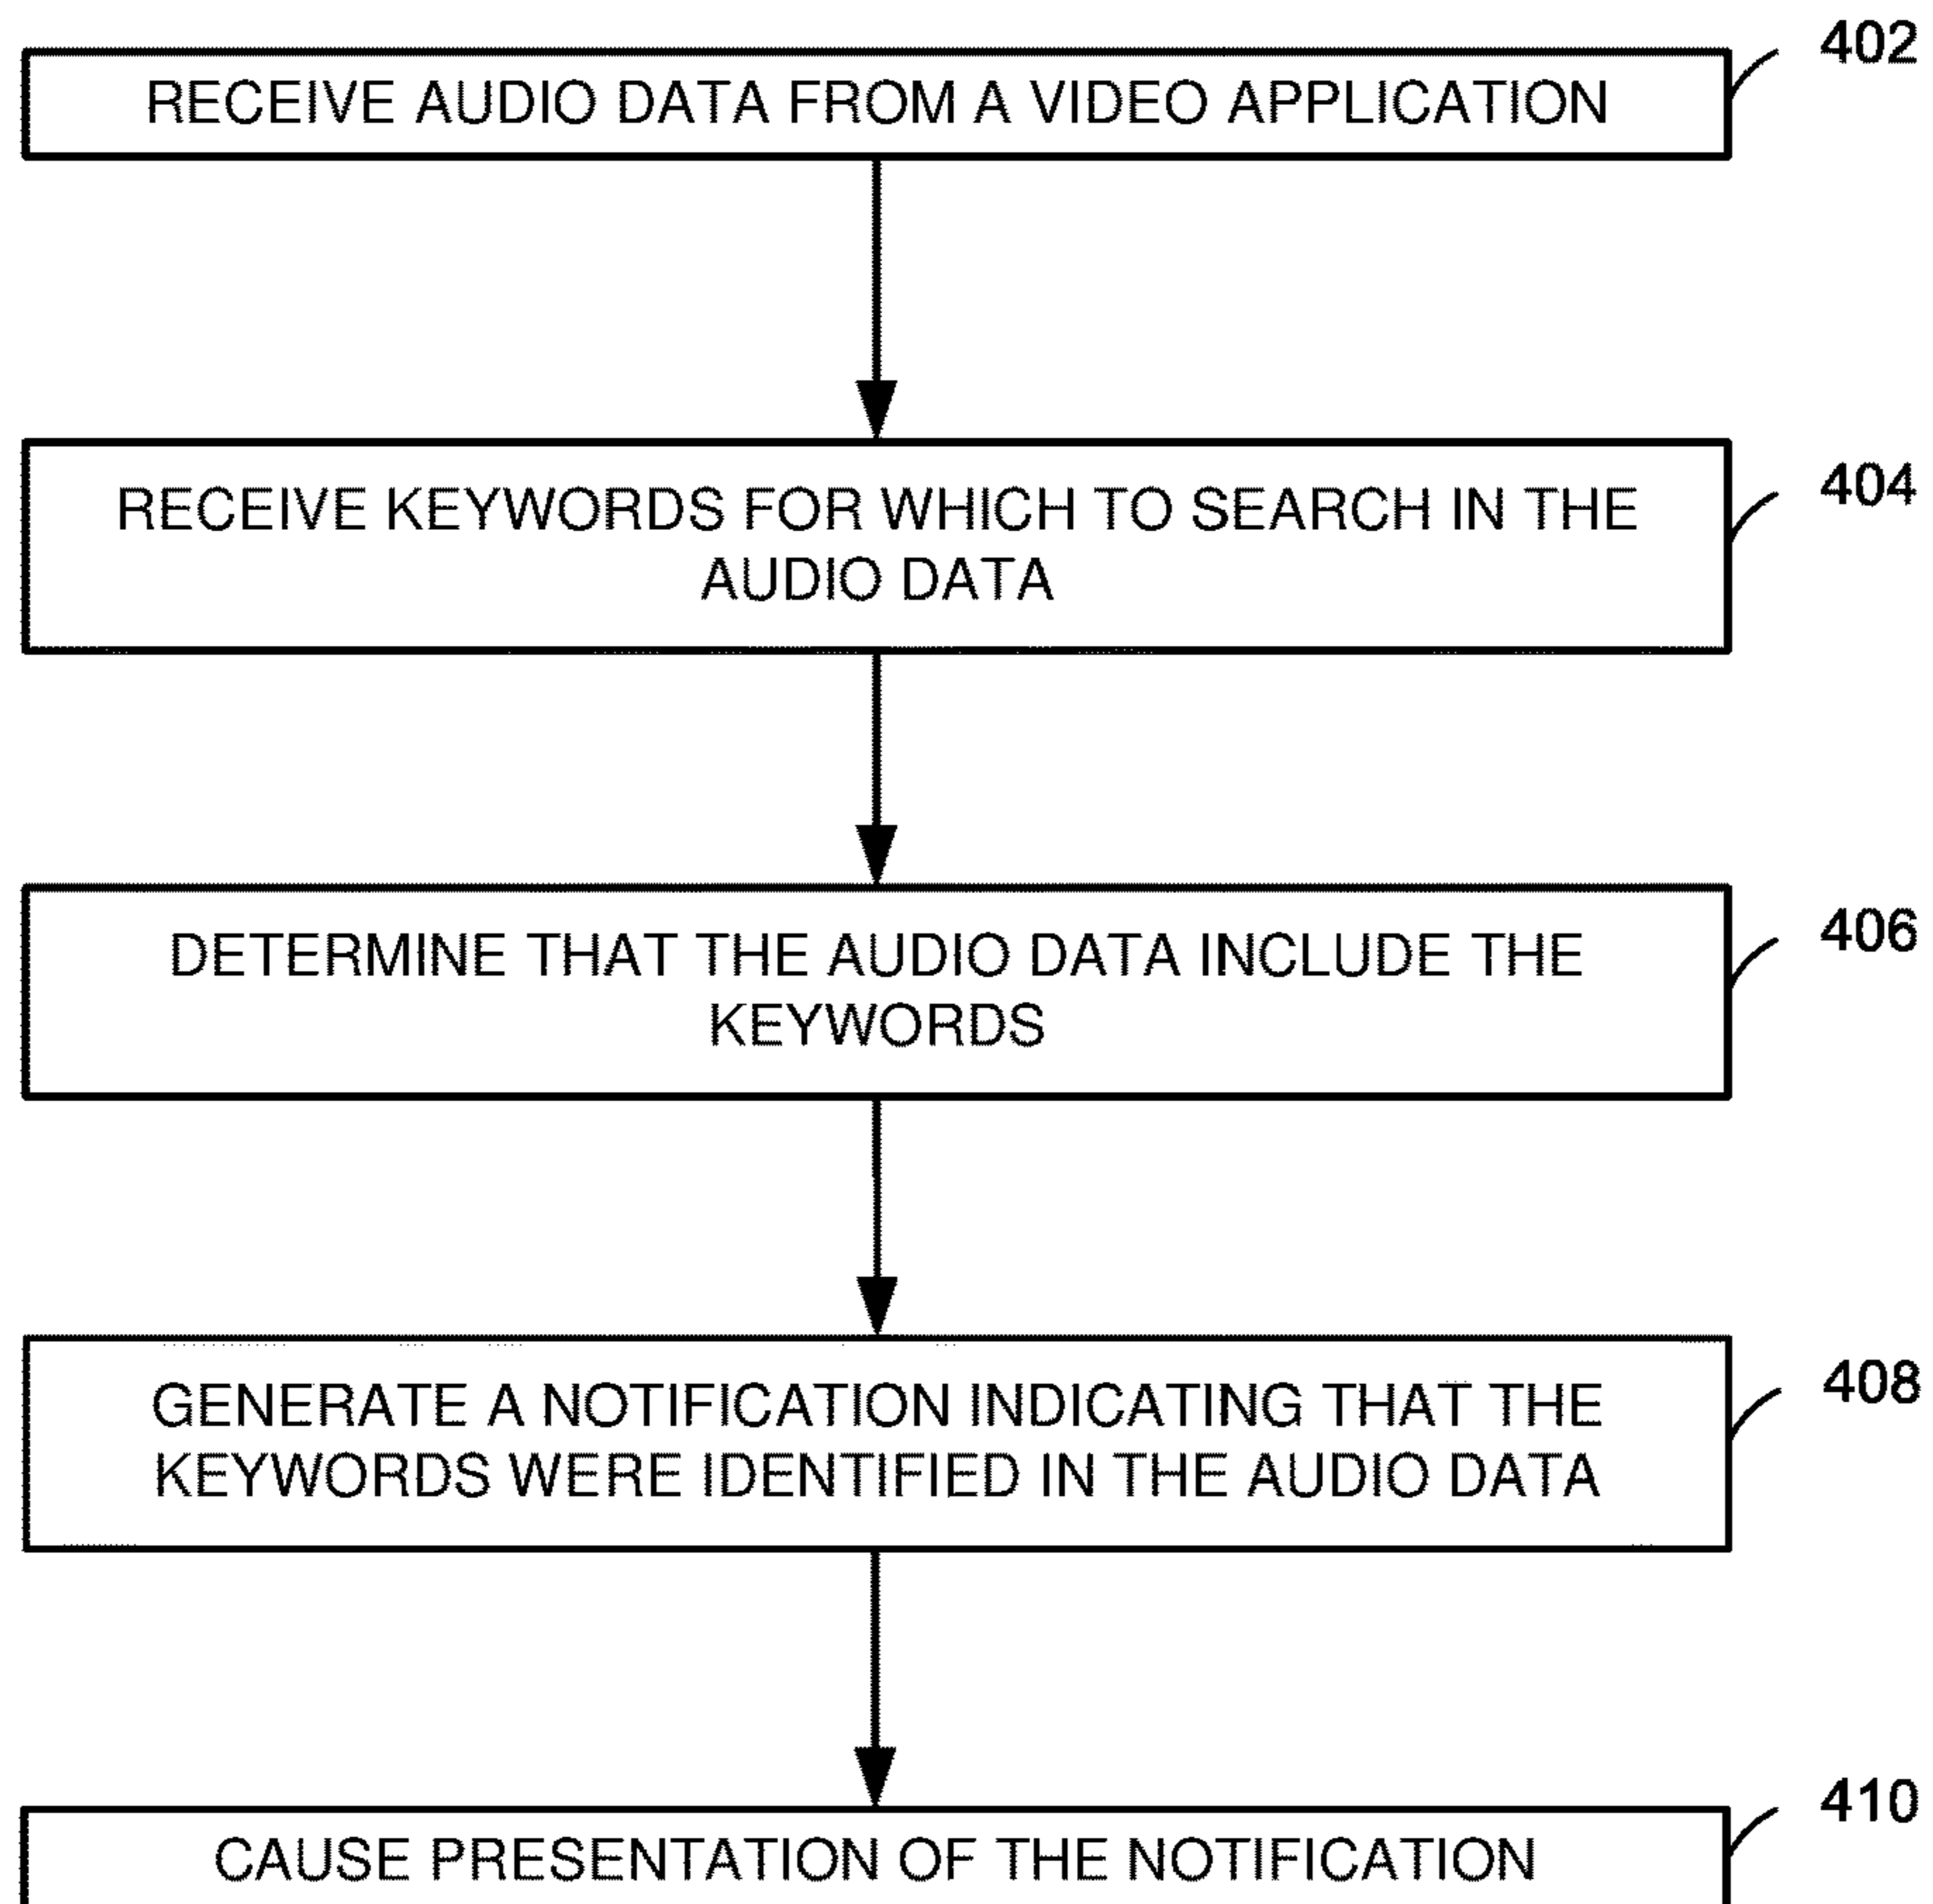 402
RECEIVE AUDIO DATA FROM A VIDEO APPLICATION
404
RECEIVE KEYWORDS FOR WHICH TO SEARCH IN THE
AUDIO DATA
406
DETERMINE THAT THE AUDIO DATA INCLUDE THE
KEYWORDS
408
GENERATE A NOTIFICATION INDICATING THAT THE
KEYWORDS WERE IDENTIFIED IN THE AUDIO DATA
410
CAUSE PRESENTATION OF THE NOTIFICATION